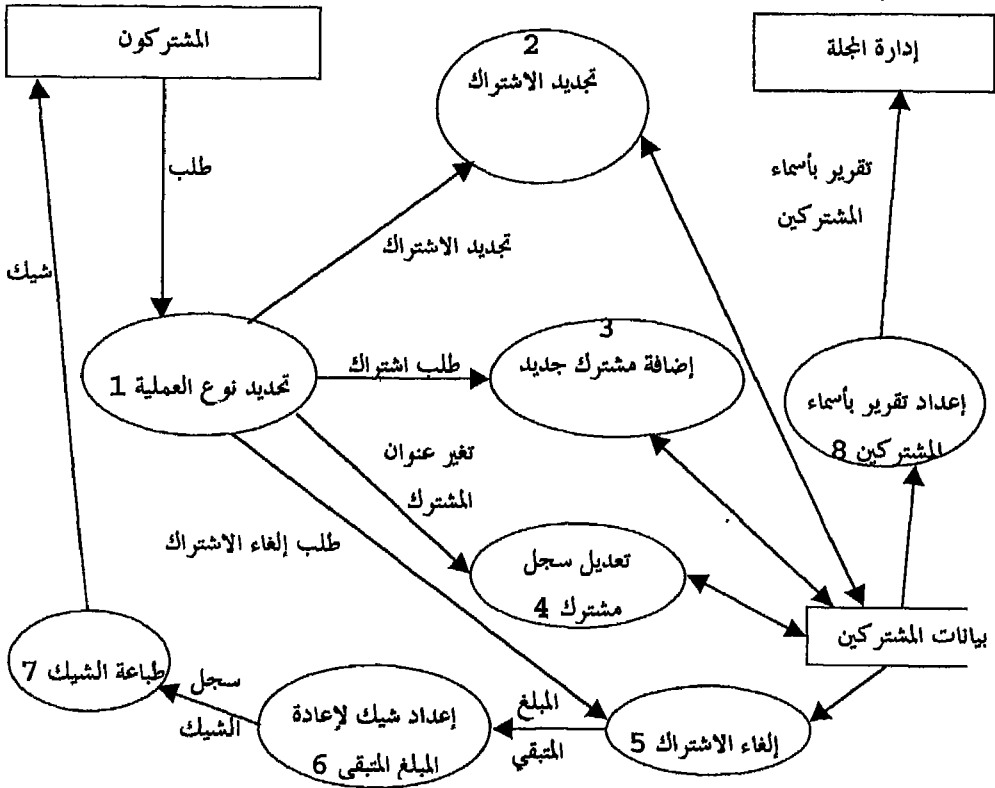 المشتركون
2
تجديد الاشتراك
إدارة المجلة
طلب
تقرير بأسماء
المشتركين
تجديد الاشتراك
شيك
3
إضافة مشترك جديد
طلب اشتراك
تحديد نوع العملية 1
إعداد تقرير بأسماء
المشتركين 8
تغير عنوان
المشترك
طلب إلغاء الاشتراك
تعديل سجل
مشترك 4
بيانات المشتركين
طباعة الشيك 7
سجل
الشيك
إعداد شيك لإعادة
المبلغ المتبقى 6
المبلغ
المتبقي
إلغاء الاشتراك 5